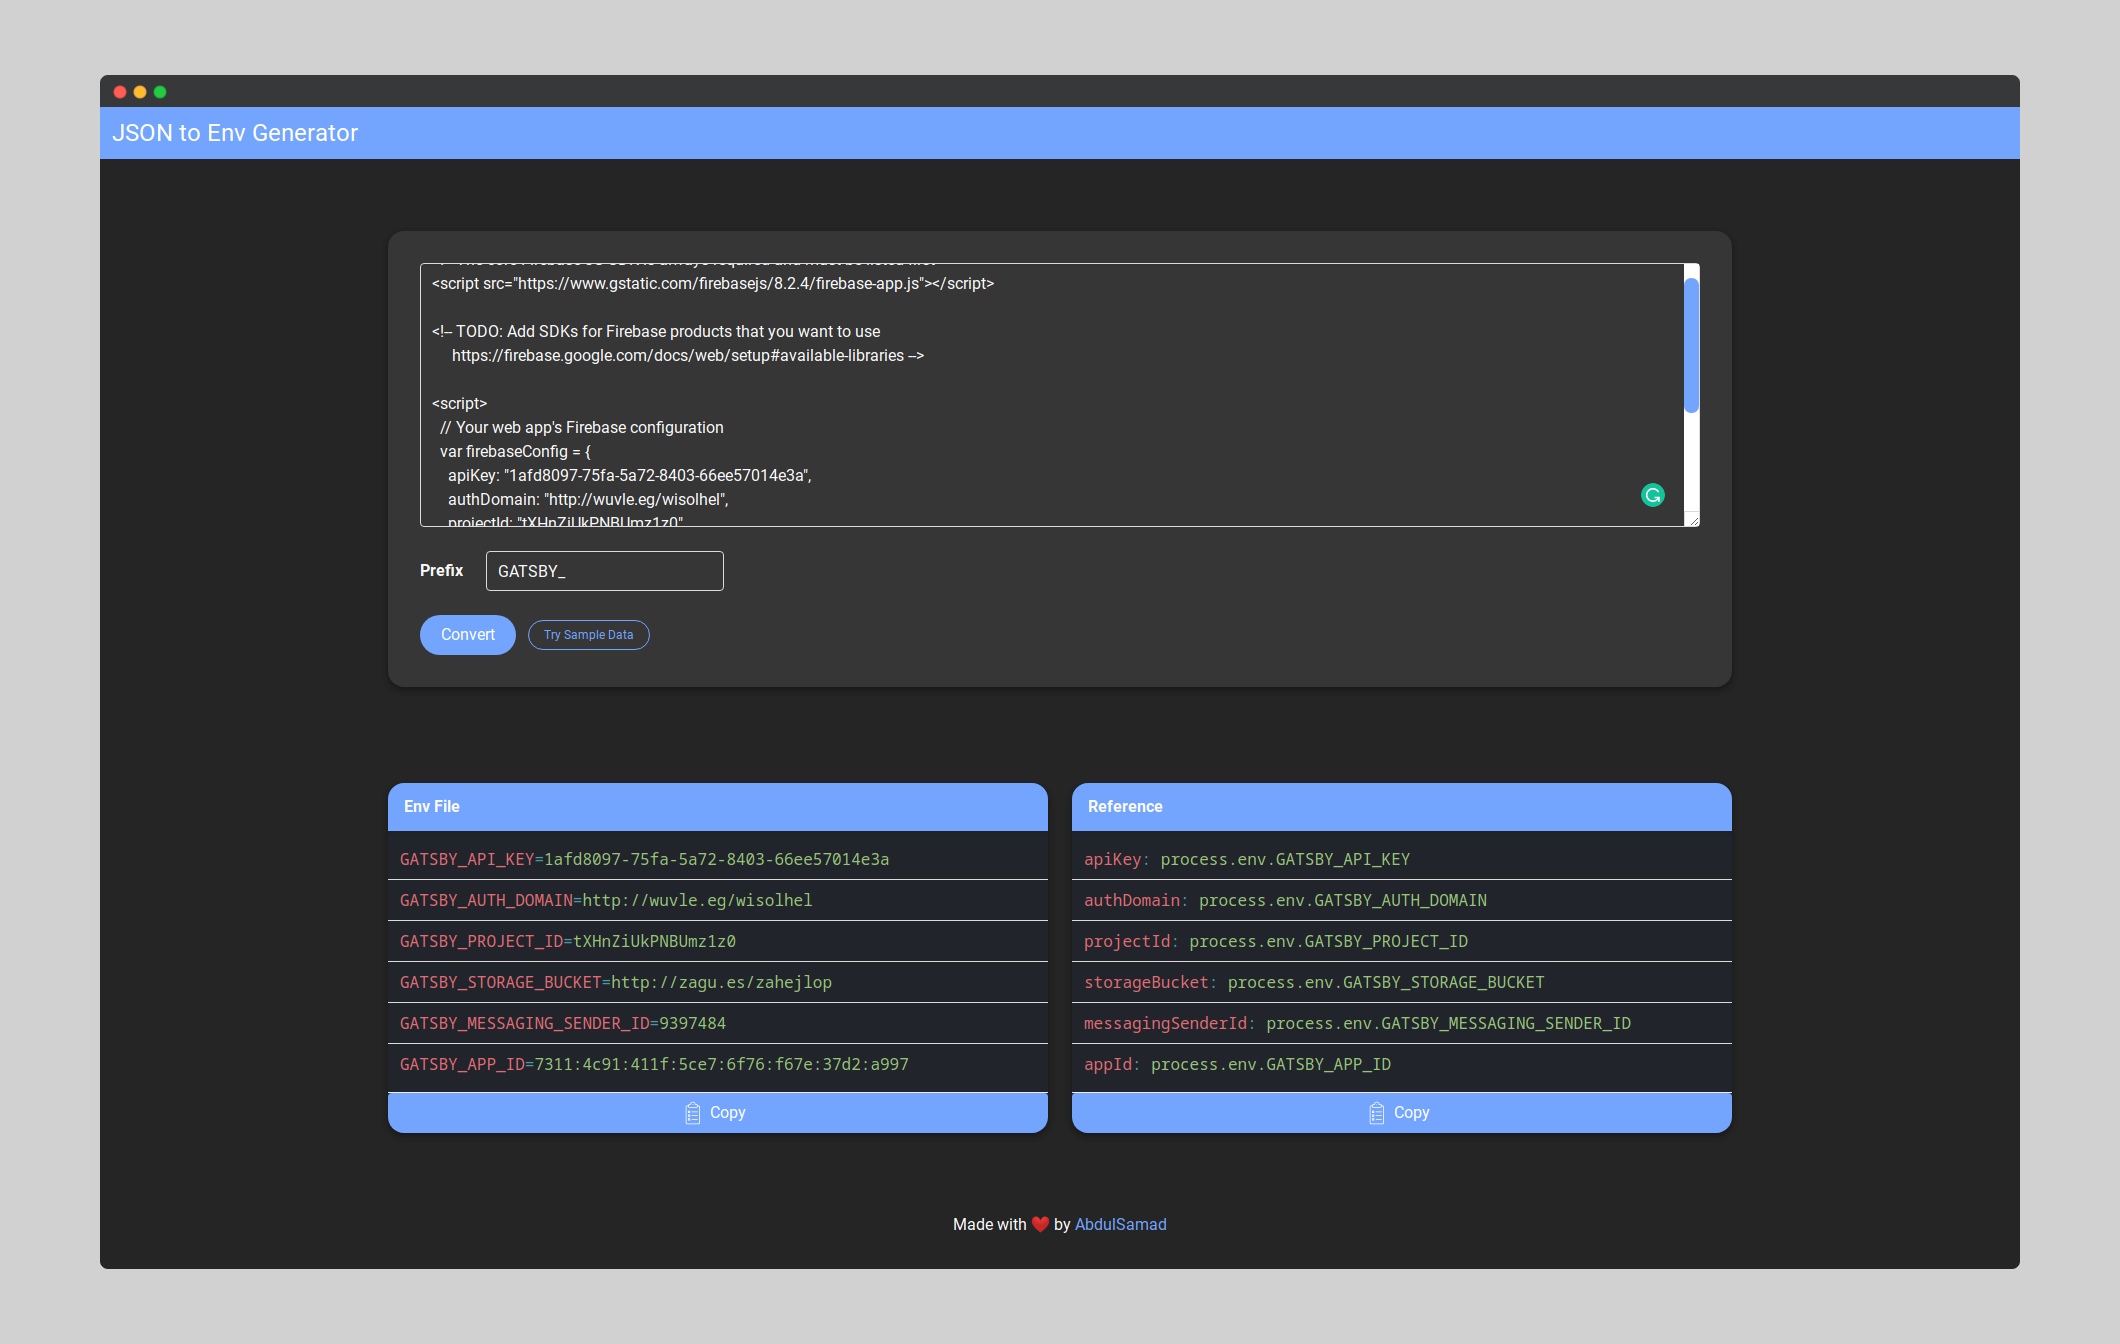 JSON to Env Generator
<script src="https://www.gstatic.com/firebasejs/8.2.4/firebase-app.js"></script>
<!-- TODO: Add SDKs for Firebase products that you want to use
https://firebase.google.com/docs/web/setup#available-libraries -->
<script>
// Your web app's Firebase configuration
var firebaseConfig = {
apiKey: "1afd8097-75fa-5a72-8403-66ee57014e3a",
authDomain: "http://wuvle.eg/wisolhel",
projectId: "tXHnZiUkPNBUmz1z0"
Prefix GATSBY_
Convert Try Sample Data
Env File
GATSBY_API_KEY=1afd8097-75fa-5a72-8403-66ee57014e3a
GATSBY_AUTH_DOMAIN=http://wuvle.eg/wisolhel
GATSBY_PROJECT_ID=tXHnZiUkPNBUmz1z0
GATSBY_STORAGE_BUCKET=http://zagu.es/zahejlop
GATSBY_MESSAGING_SENDER_ID=9397484
GATSBY_APP_ID=7311:4c91:411f:5ce7:6f76:f67e:37d2:a997
Copy
Reference
apiKey: process.env.GATSBY_API_KEY
authDomain: process.env.GATSBY_AUTH_DOMAIN
projectId: process.env.GATSBY_PROJECT_ID
storageBucket: process.env.GATSBY_STORAGE_BUCKET
messagingSenderId: process.env.GATSBY_MESSAGING_SENDER_ID
appId: process.env.GATSBY_APP_ID
Copy
Made with ❤️ by AbdulSamad